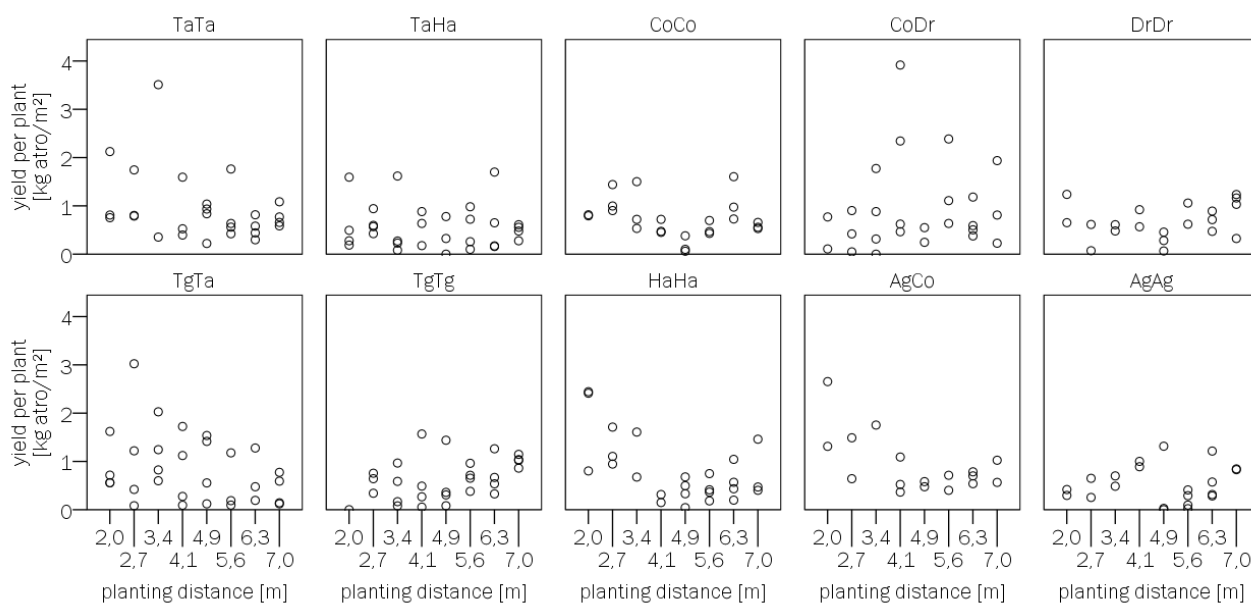 TaTa TaHa CoCo CoDr DrDr
yield per plant
[kg atro/m²]
4
3
2
1
0
TgTa TgTg HaHa AgCo AgAg
yield per plant
[kg atro/m²]
4
3
2
1
0
2,0 3,4 4,9 6,3 2,0 3,4 4,9 6,3 2,0 3,4 4,9 6,3 2,0 3,4 4,9 6,3 2,0 3,4 4,9 6,3
2,7 4,1 5,6 7,0 2,7 4,1 5,6 7,0 2,7 4,1 5,6 7,0 2,7 4,1 5,6 7,0 2,7 4,1 5,6 7,0
planting distance [m] planting distance [m] planting distance [m] planting distance [m] planting distance [m]